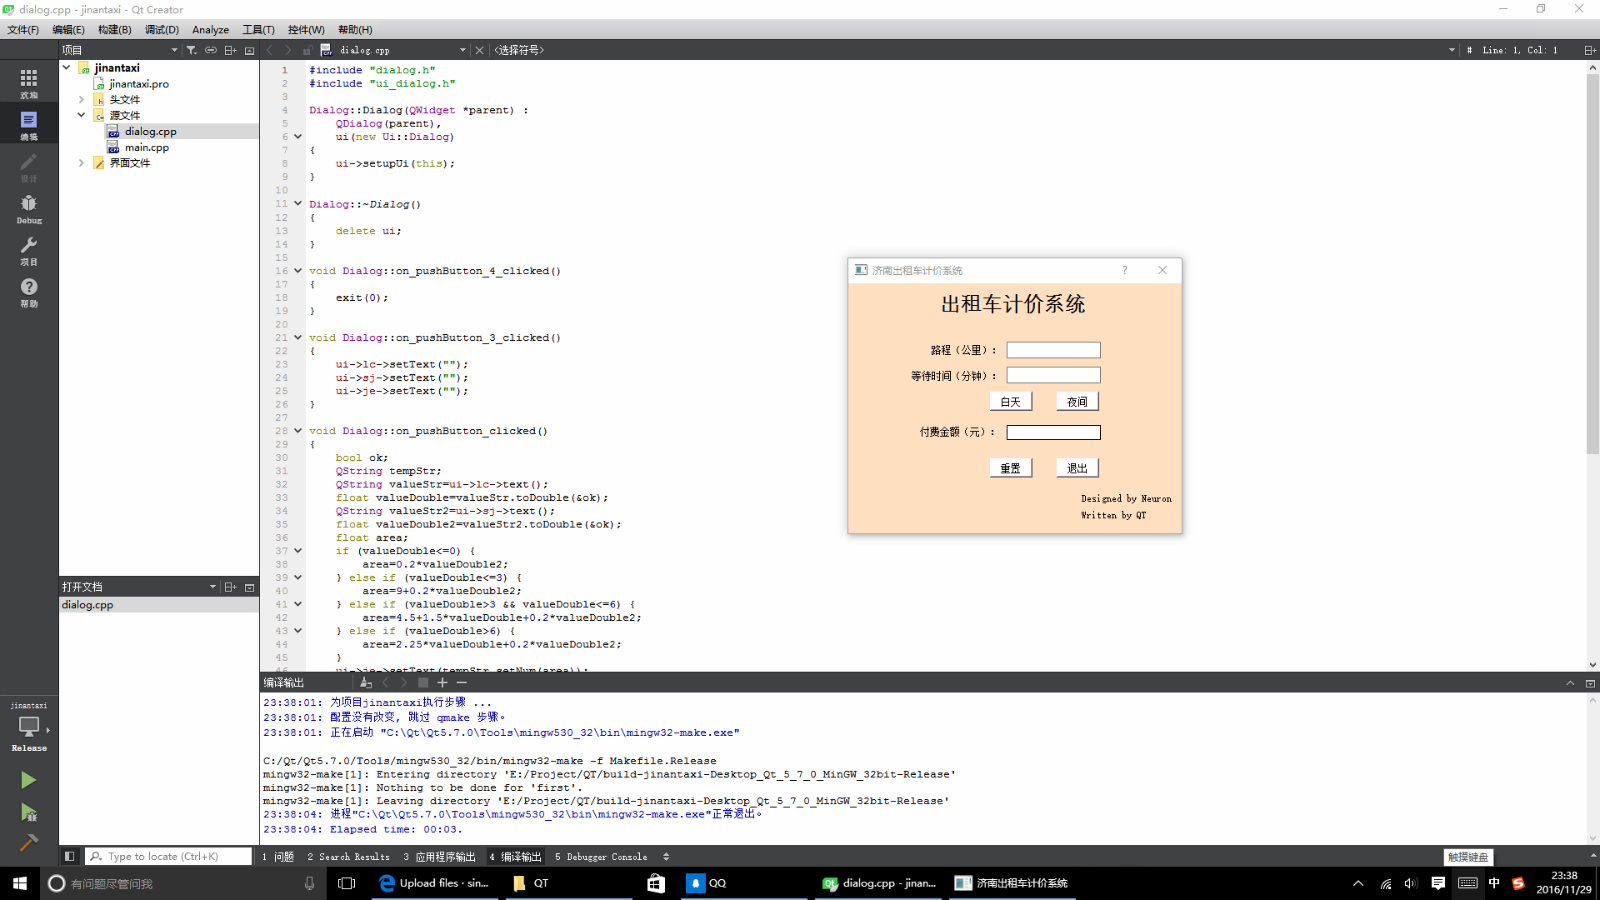 dialog.cpp - jinantaxi - Qt Creator
文件(F) 编辑(E) 构建(B) 调试(D) Analyze 工具(T) 控件(W) 帮助(H)
项目
dialog.cpp
<选择符号>
# Line: 1, Col: 1
欢迎
编辑
设计
Debug
项目
帮助
jinantaxi
jinantaxi.pro
头文件
源文件
dialog.cpp
main.cpp
界面文件
打开文档
dialog.cpp
1 #include "dialog.h"
2 #include "ui_dialog.h"
3
4 Dialog::Dialog(QWidget *parent) :
5 QDialog(parent),
6 ui(new Ui::Dialog)
7 {
8 ui->setupUi(this);
9 }
10
11 Dialog::~Dialog()
12 {
13 delete ui;
14 }
15
16 void Dialog::on_pushButton_4_clicked()
17 {
18 exit(0);
19 }
20
21 void Dialog::on_pushButton_3_clicked()
22 {
23 ui->lc->setText("");
24 ui->sj->setText("");
25 ui->je->setText("");
26 }
27
28 void Dialog::on_pushButton_clicked()
29 {
30 bool ok;
31 QString tempStr;
32 QString valueStr=ui->lc->text();
33 float valueDouble=valueStr.toDouble(&ok);
34 QString valueStr2=ui->sj->text();
35 float valueDouble2=valueStr2.toDouble(&ok);
36 float area;
37 if (valueDouble<=0) {
38 area=0.2*valueDouble2;
39 } else if (valueDouble<=3) {
40 area=9+0.2*valueDouble2;
41 } else if (valueDouble>3 && valueDouble<=6) {
42 area=4.5+1.5*valueDouble+0.2*valueDouble2;
43 } else if (valueDouble>6) {
44 area=2.25*valueDouble+0.2*valueDouble2;
45 }
46 ui->je->setText(tempStr.setNum(area));
济南出租车计价系统
?
出租车计价系统
路程（公里）：
等待时间（分钟）：
白天 夜间
付费金额（元）：
重置 退出
Designed by Neuron
Written by QT
编译输出
23:38:01: 为项目jinantaxi执行步骤 ...
23:38:01: 配置没有改变, 跳过 qmake 步骤。
23:38:01: 正在启动 "C:\Qt\Qt5.7.0\Tools\mingw530_32\bin\mingw32-make.exe"
C:/Qt/Qt5.7.0/Tools/mingw530_32/bin/mingw32-make -f Makefile.Release
mingw32-make[1]: Entering directory 'E:/Project/QT/build-jinantaxi-Desktop_Qt_5_7_0_MinGW_32bit-Release'
mingw32-make[1]: Nothing to be done for 'first'.
mingw32-make[1]: Leaving directory 'E:/Project/QT/build-jinantaxi-Desktop_Qt_5_7_0_MinGW_32bit-Release'
23:38:04: 进程"C:\Qt\Qt5.7.0\Tools\mingw530_32\bin\mingw32-make.exe"正常退出。
23:38:04: Elapsed time: 00:03.
jinantaxi
Release
Type to locate (Ctrl+K)
1 问题 2 Search Results 3 应用程序输出 4 编译输出 5 Debugger Console
触摸键盘
有问题尽管问我
Upload files - sin...
QT
QQ
dialog.cpp - jinan...
济南出租车计价系统
中
23:38
2016/11/29